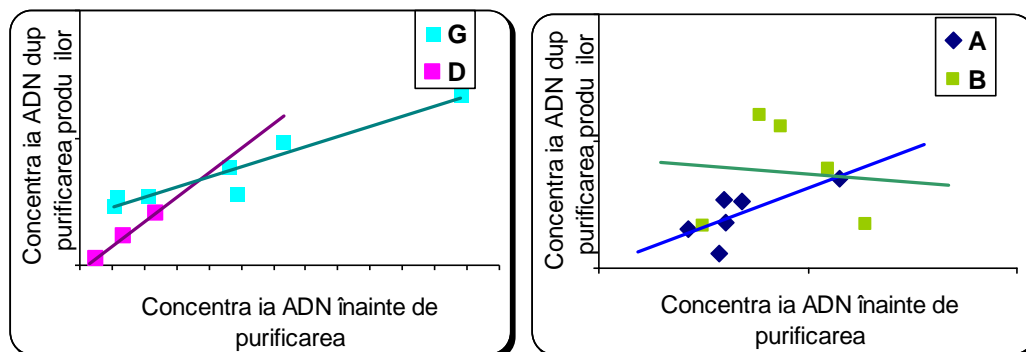 Concentra ia ADN dup
purificarea produ ilor
G
D
Concentra ia ADN înainte de
purificarea
Concentra ia ADN dup
purificarea produ ilor
A
B
Concentra ia ADN înainte de
purificarea